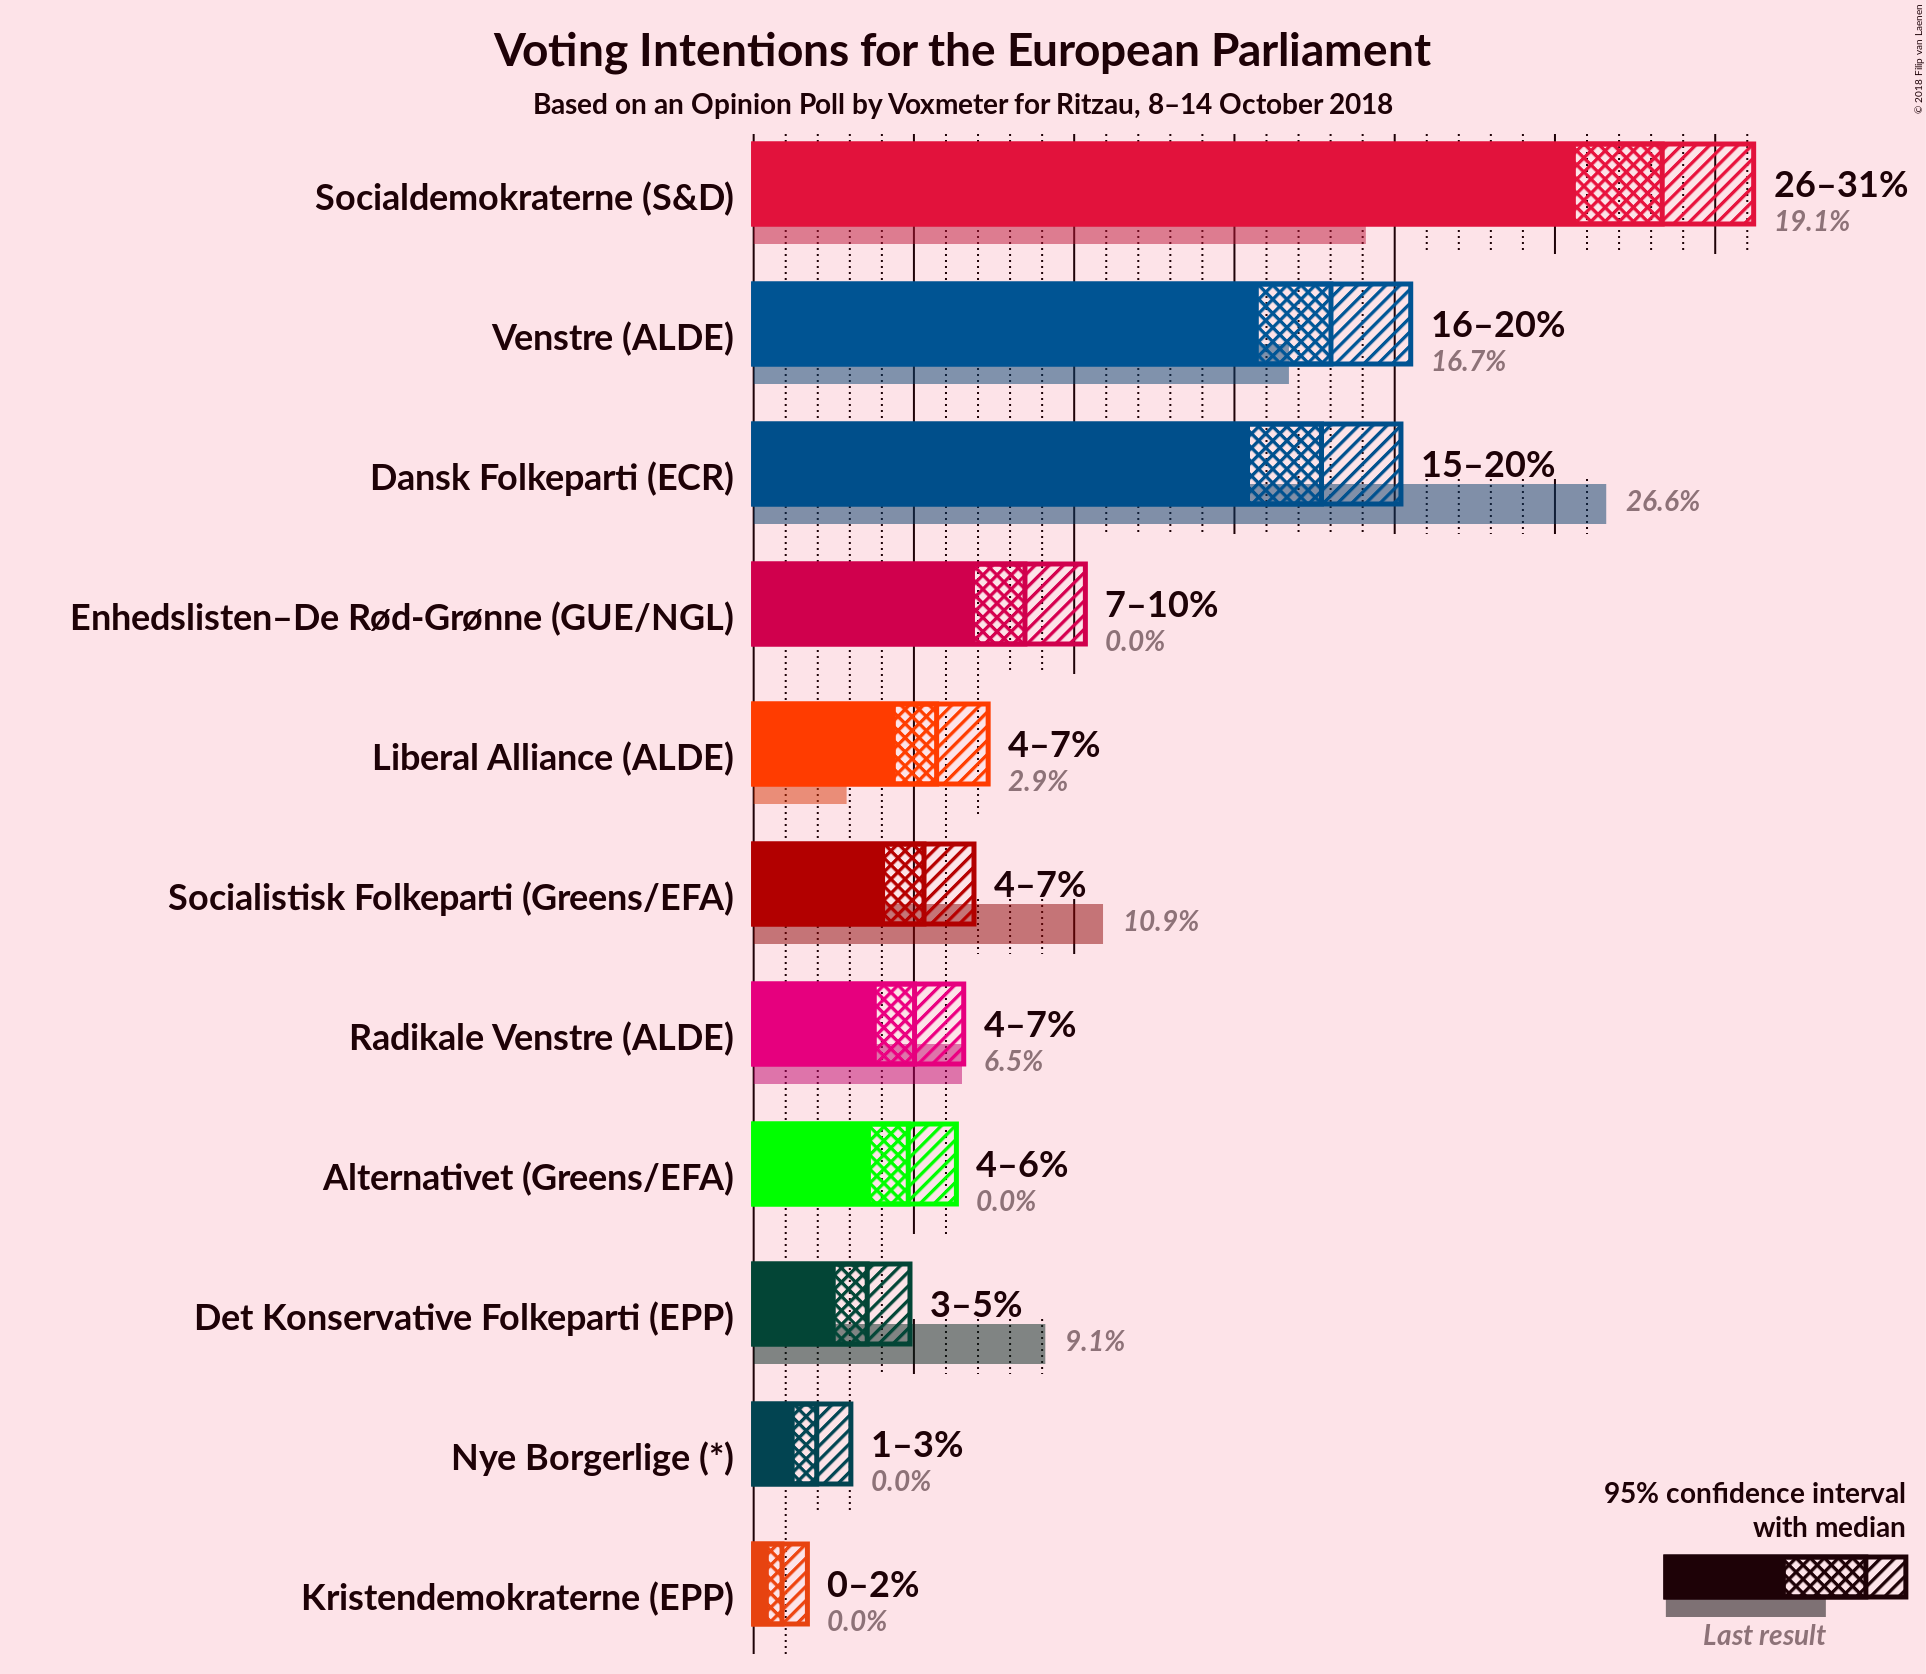 © 2018 Filip van Laenen
Voting Intentions for the European Parliament
Based on an Opinion Poll by Voxmeter for Ritzau, 8–14 October 2018
Socialdemokraterne (S&D)
26–31%
19.1%
Venstre (ALDE)
16–20%
16.7%
Dansk Folkeparti (ECR)
15–20%
26.6%
Enhedslisten–De Rød-Grønne (GUE/NGL)
7–10%
0.0%
Liberal Alliance (ALDE)
4–7%
2.9%
Socialistisk Folkeparti (Greens/EFA)
4–7%
10.9%
Radikale Venstre (ALDE)
4–7%
6.5%
Alternativet (Greens/EFA)
4–6%
0.0%
Det Konservative Folkeparti (EPP)
3–5%
9.1%
Nye Borgerlige (*)
1–3%
0.0%
Kristendemokraterne (EPP)
0–2%
0.0%
95% confidence interval
with median
Last result